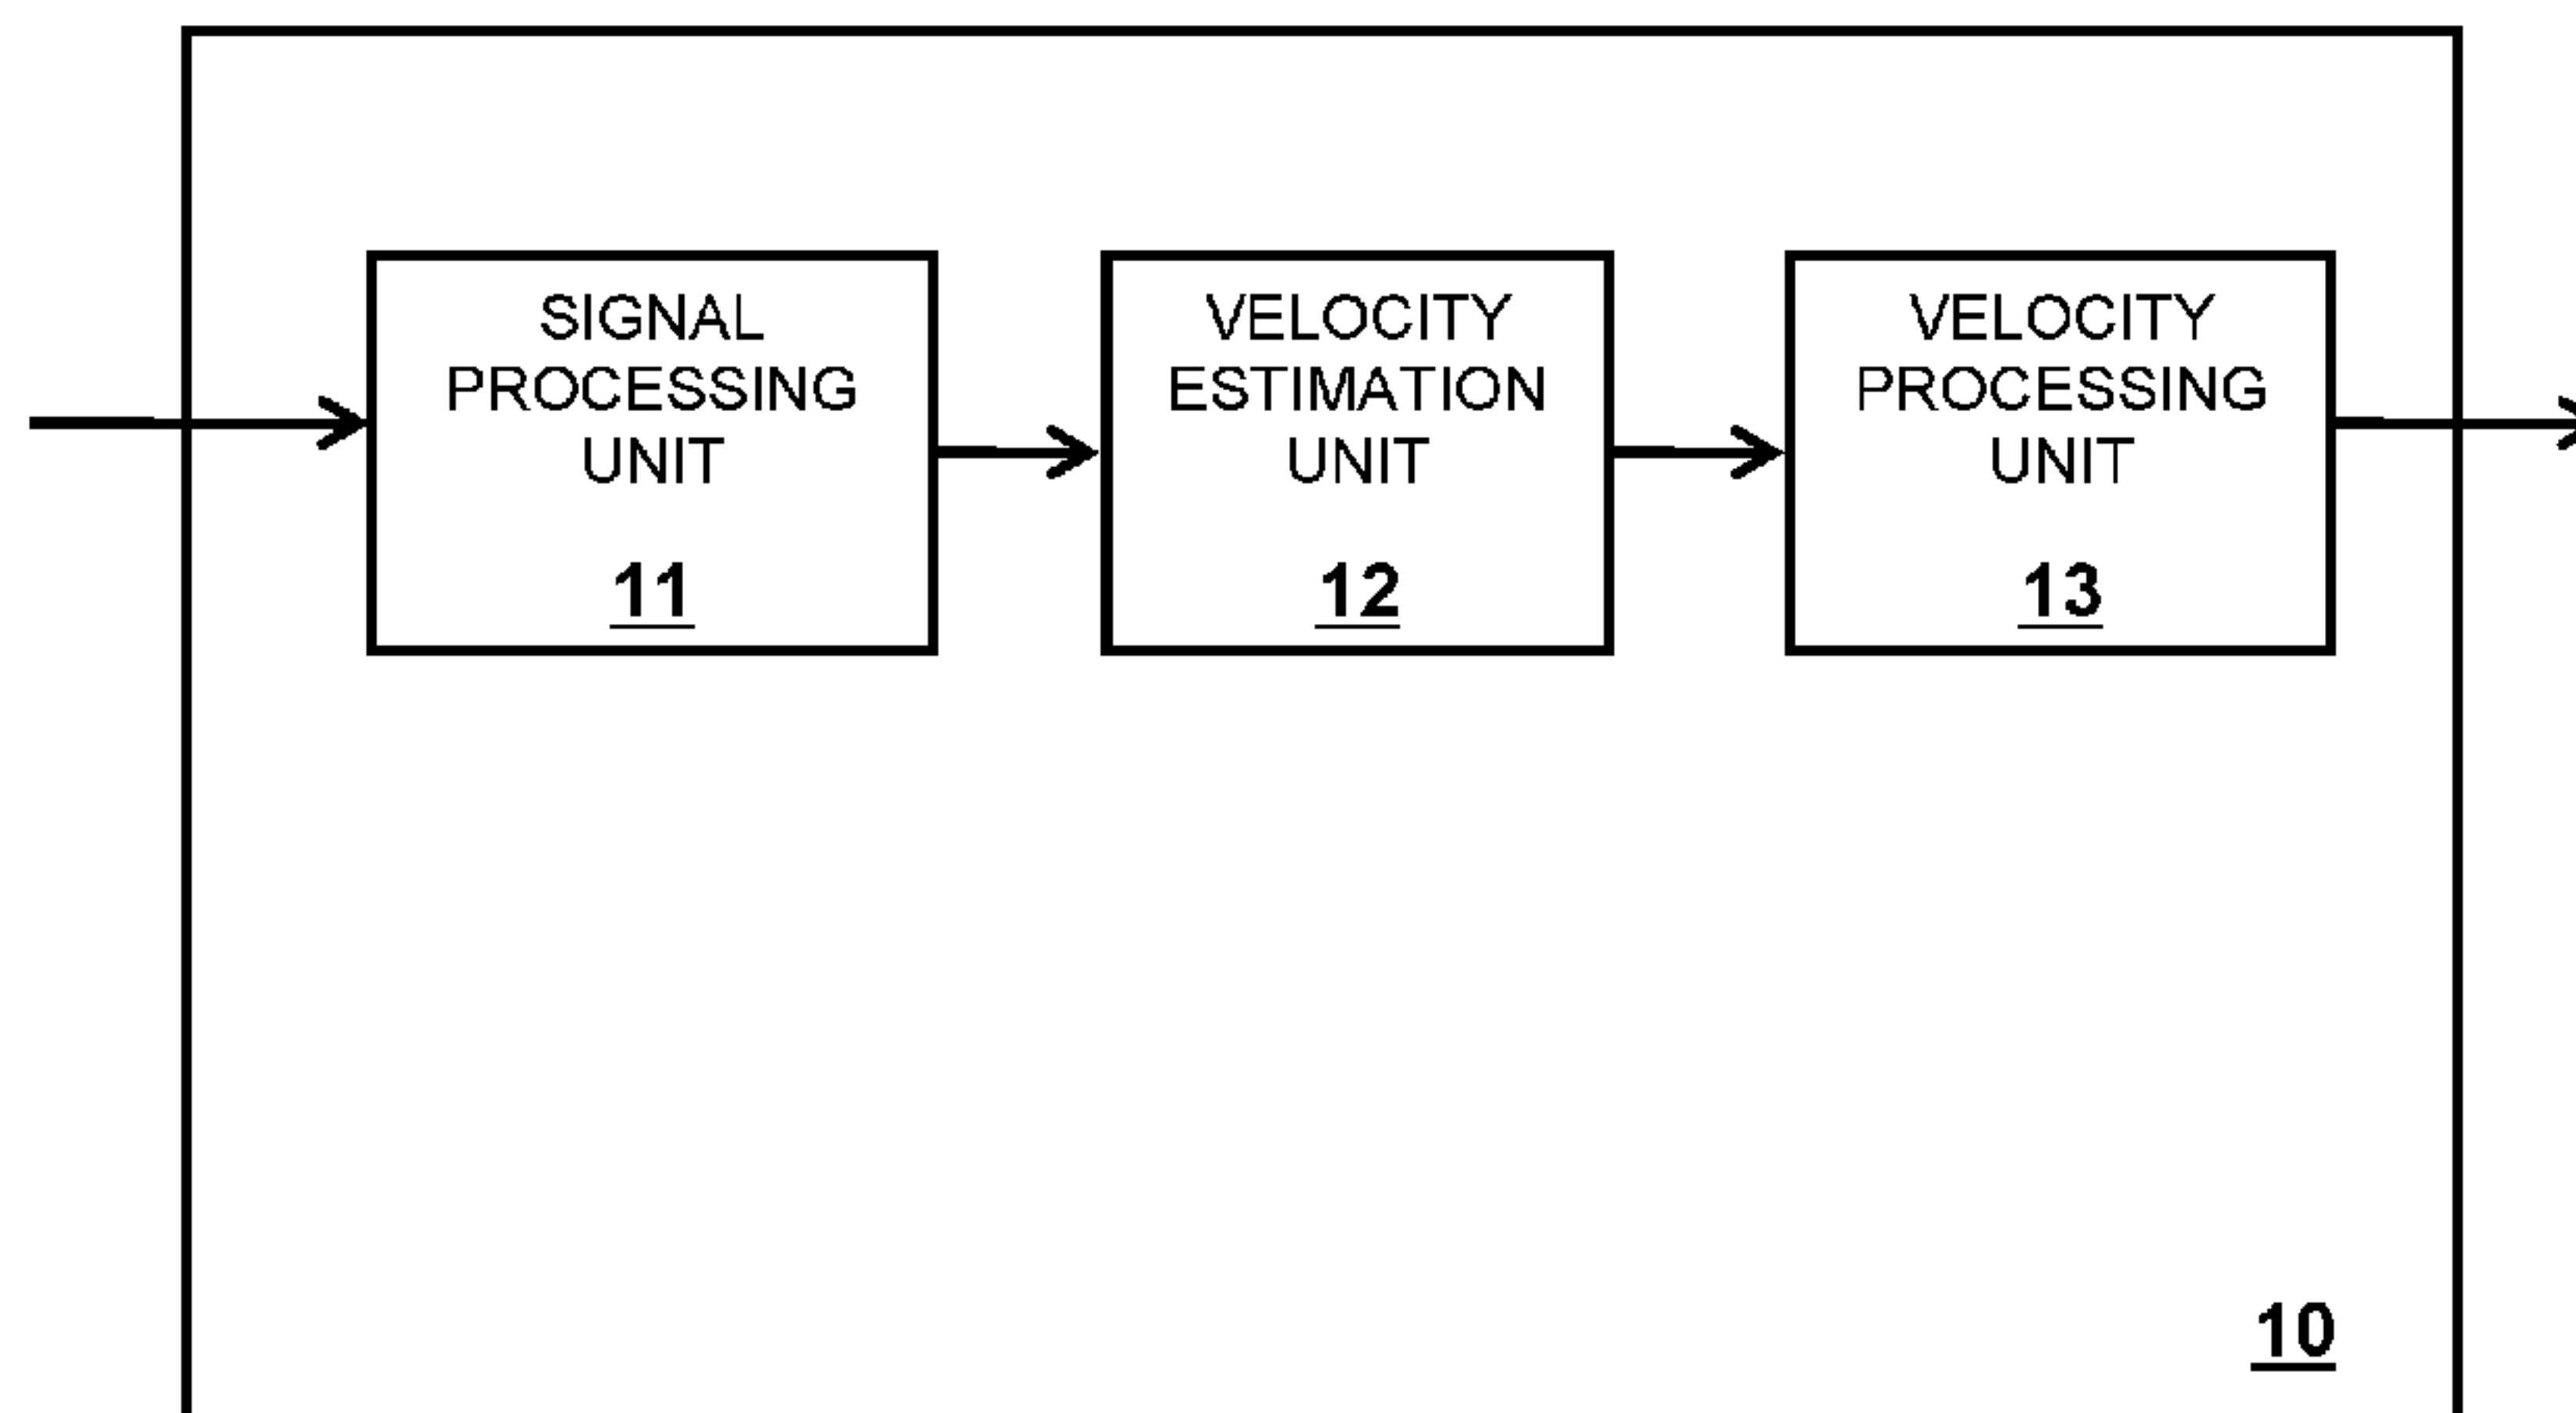 SIGNAL
PROCESSING
UNIT
11
VELOCITY
ESTIMATION
UNIT
12
VELOCITY
PROCESSING
UNIT
13
10